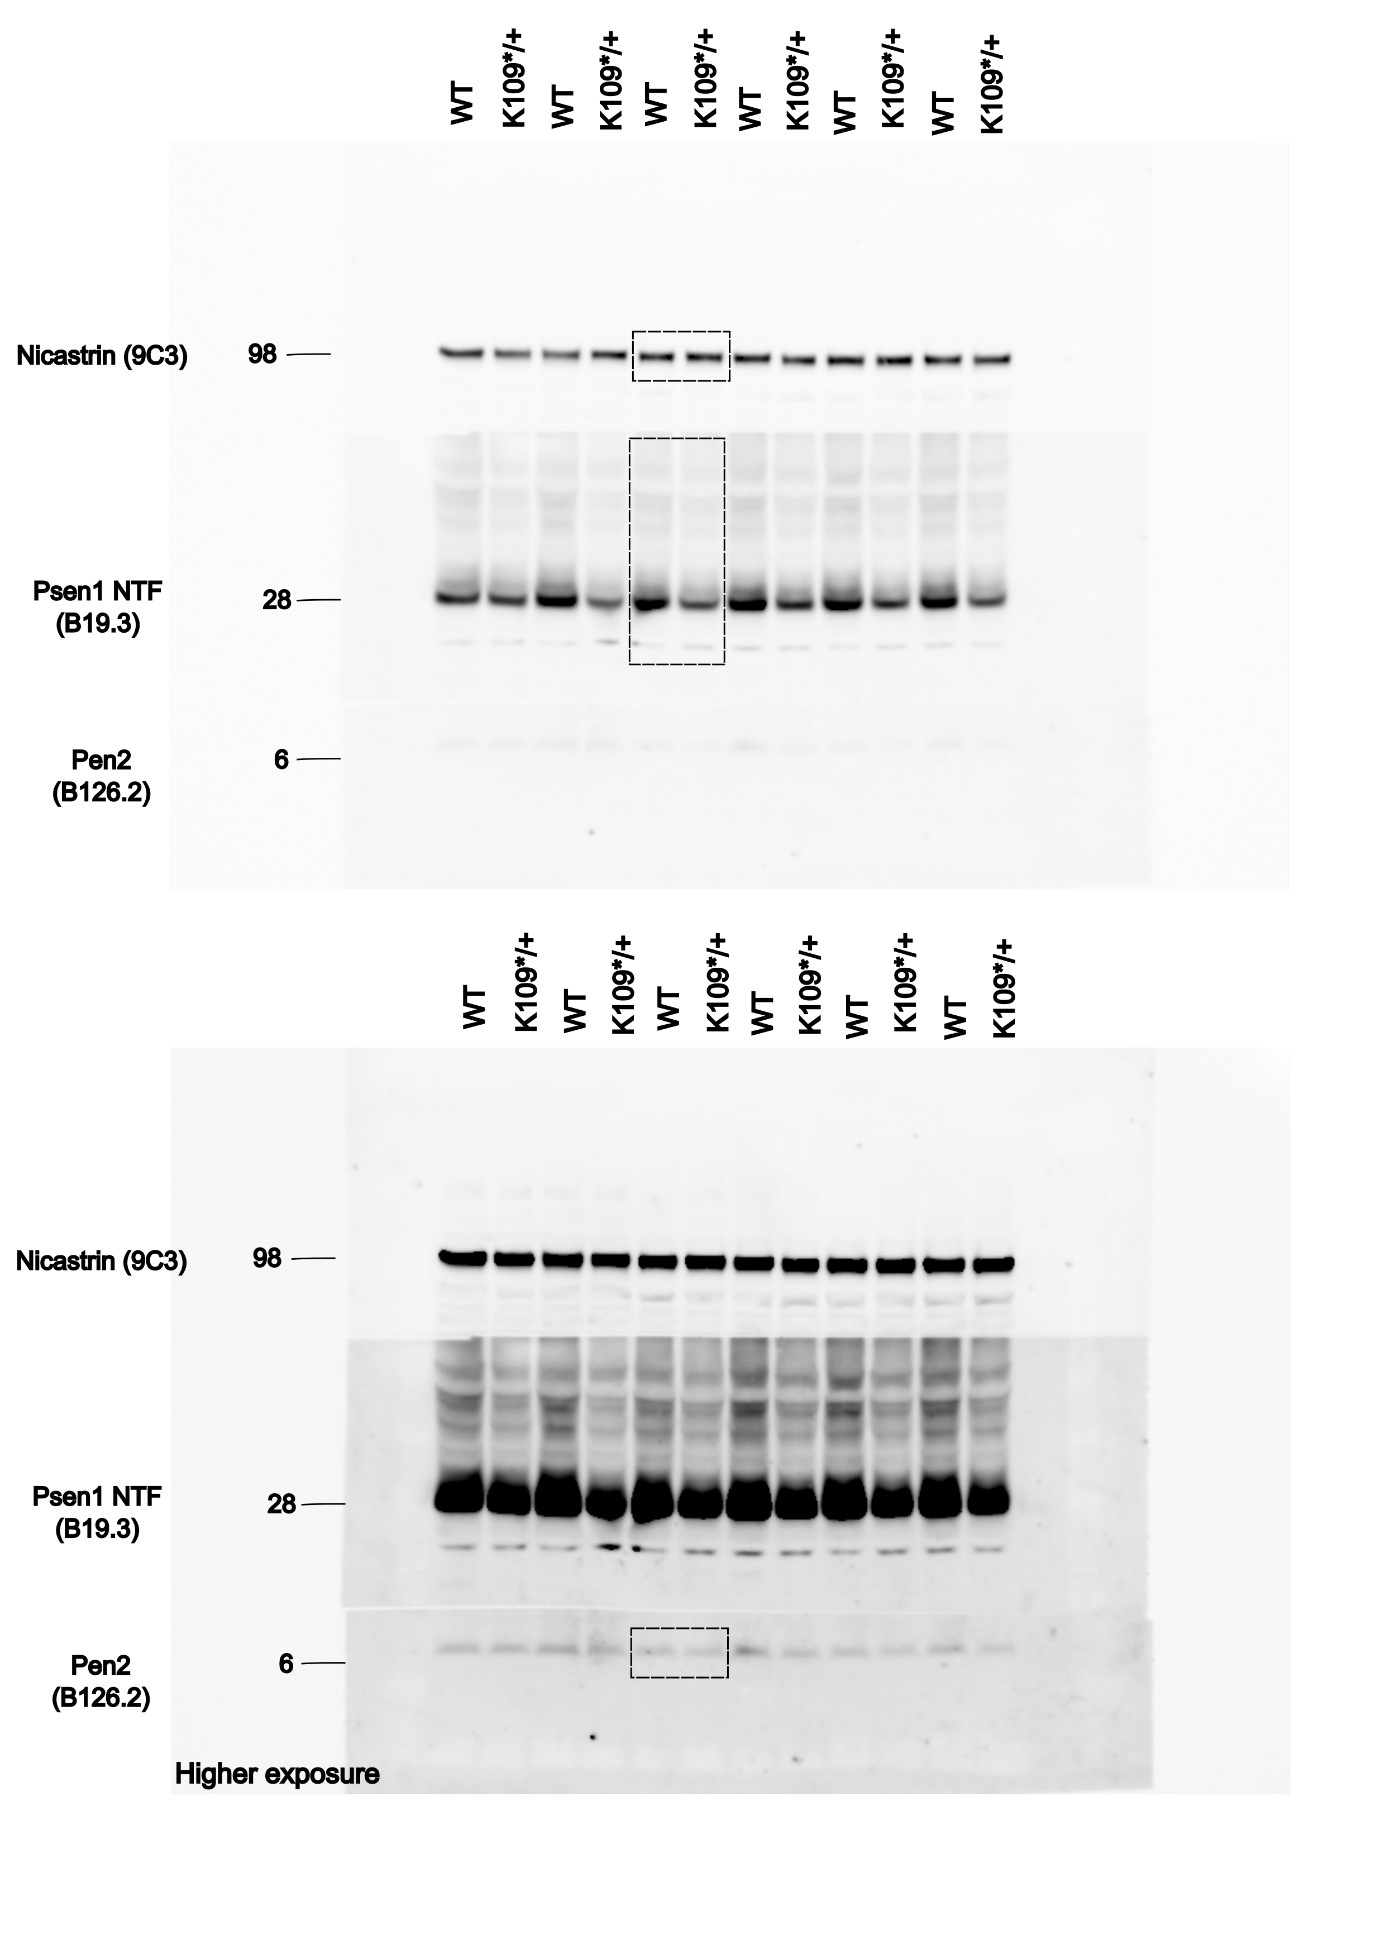 WT K109*/+ WT K109*/+ WT K109*/+ WT K109*/+ WT K109*/+ WT K109*/+
Nicastrin (9C3) 98
Psen1 NTF
(B19.3)
28
Pen2
(B126.2)
6
WT K109*/+ WT K109*/+ WT K109*/+ WT K109*/+ WT K109*/+ WT K109*/+
Nicastrin (9C3) 98
Psen1 NTF
(B19.3)
28
Pen2
(B126.2)
6
Higher exposure